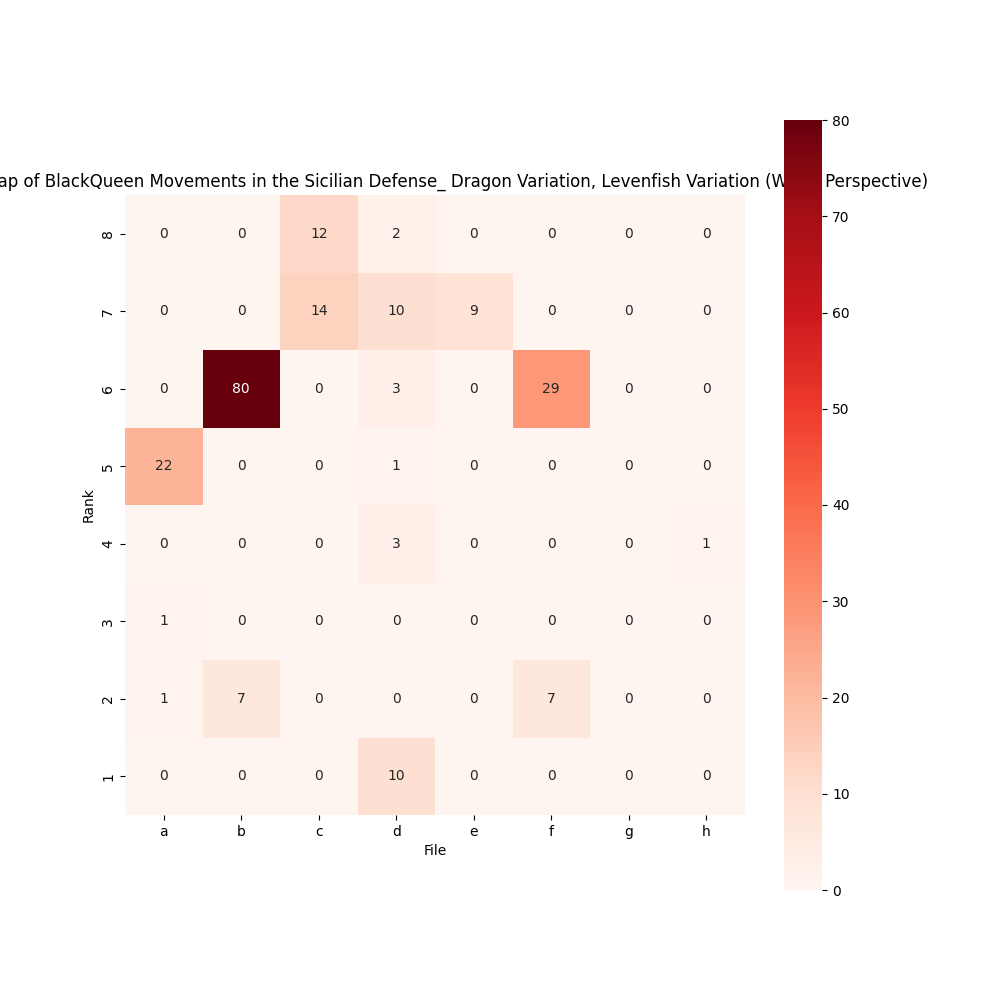 ap of BlackQueen Movements in the Sicilian Defense_ Dragon Variation, Levenfish Variation (W Perspective)
80
70
60
50
40
30
20
10
0
8 0 0 12 2 0 0 0 0
7 0 0 14 10 9 0 0 0
6 0 80 0 3 0 29 0 0
5 22 0 0 1 0 0 0 0
Rank
4 0 0 0 3 0 0 0 1
3 1 0 0 0 0 0 0 0
2 1 7 0 0 0 7 0 0
1 0 0 0 10 0 0 0 0
a b c d e f g h
File